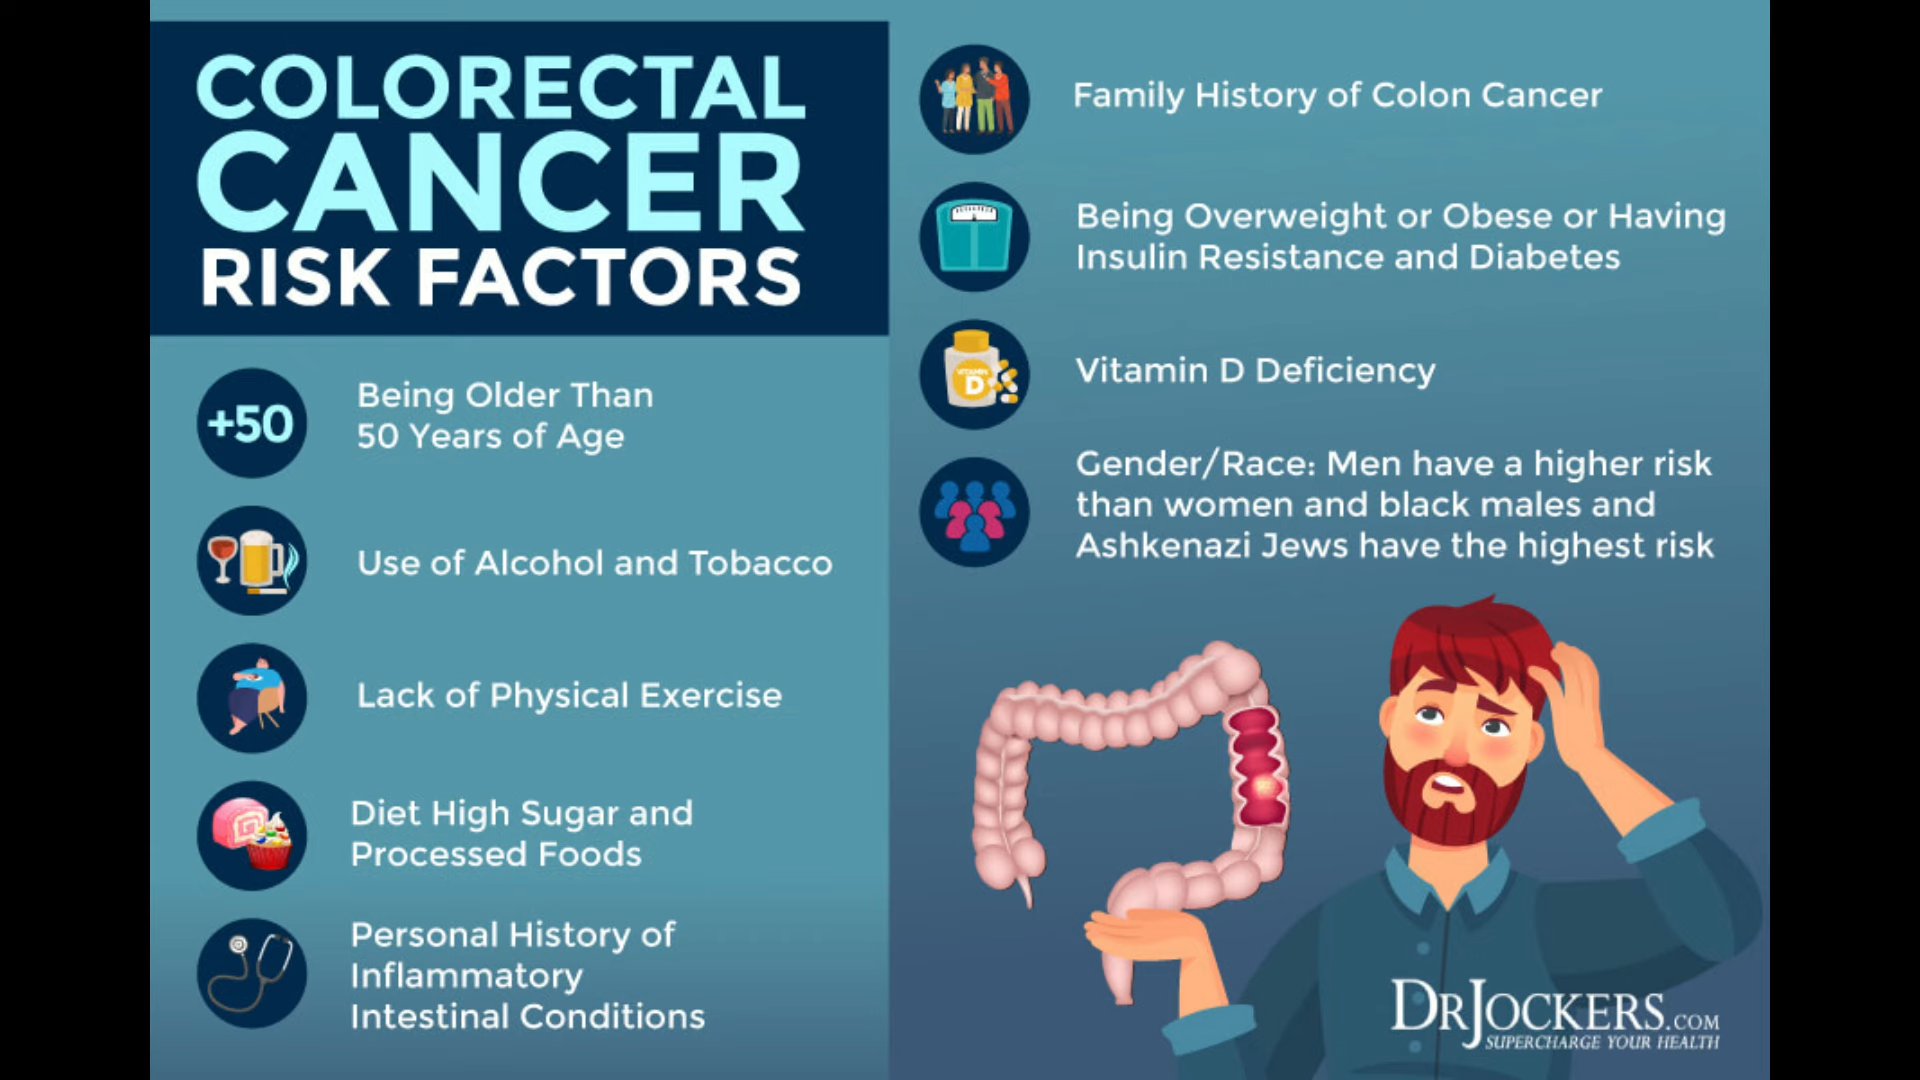 COLORECTAL
CANCER
RISK FACTORS
+50
Being Older Than
50 Years of Age
Use of Alcohol and Tobacco
Lack of Physical Exercise
Diet High Sugar and
Processed Foods
Personal History of
Inflammatory
Intestinal Conditions
Family History of Colon Cancer
Being Overweight or Obese or Having
Insulin Resistance and Diabetes
VITAMIN
D
Vitamin D Deficiency
Gender/Race: Men have a higher risk
than women and black males and
Ashkenazi Jews have the highest risk
DRJOCKERS.COM
SUPERCHARGE YOUR HEALTH